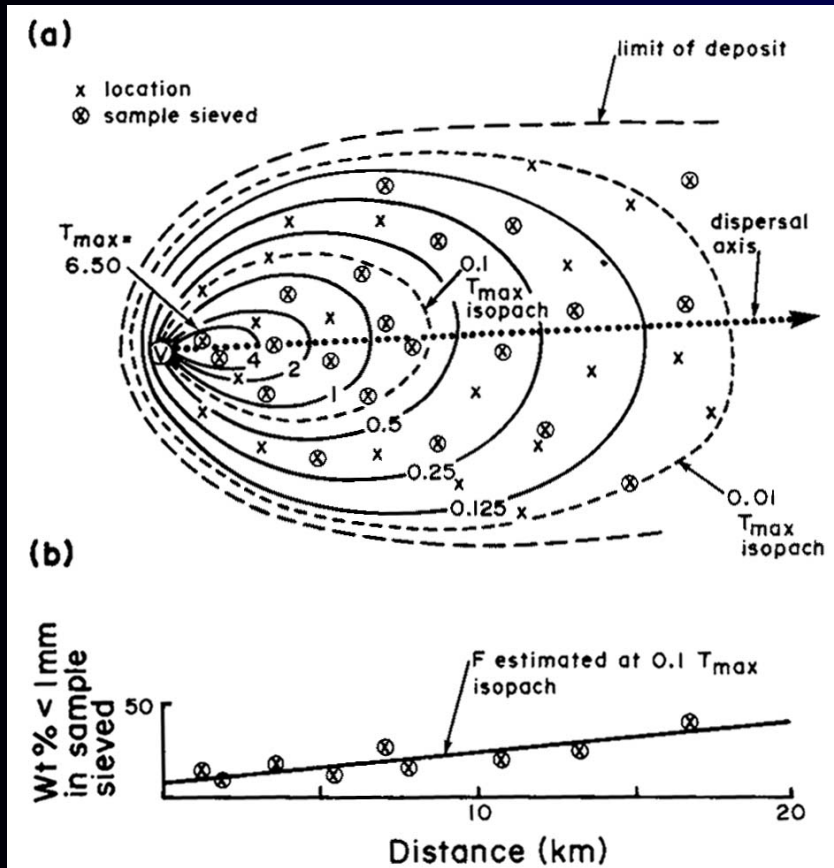 (a)
limit of deposit
x location
⊗ sample sieved
dispersal
axis
Tmax=
6.50
0.1
Tmax
isopach
V
4
2
1
0.5
0.25
0.125
0.01
Tmax
isopach
(b)
F estimated at 0.1 Tmax
isopach
Wt% < 1mm
in sample
sieved
50
10
20
Distance (km)